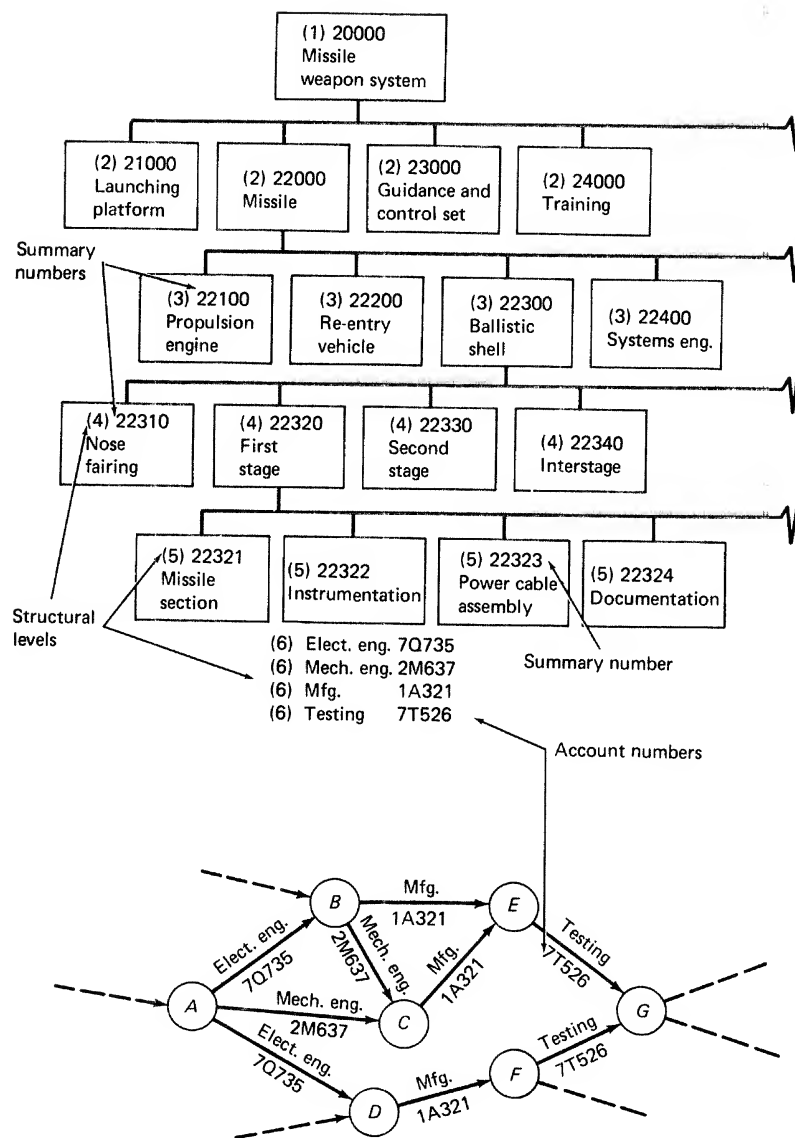 (1) 20000
Missile
weapon system
(2) 21000
Launching
platform
(2) 22000
Missile
(2) 23000
Guidance and
control set
(2) 24000
Training
Summary
numbers
(3) 22100
Propulsion
engine
(3) 22200
Re-entry
vehicle
(3) 22300
Ballistic
shell
(3) 22400
Systems eng.
(4) 22310
Nose
fairing
(4) 22320
First
stage
(4) 22330
Second
stage
(4) 22340
Interstage
(5) 22321
Missile
section
(5) 22322
Instrumentation
(5) 22323
Power cable
assembly
(5) 22324
Documentation
Structural
levels
(6) Elect. eng. 7Q735
(6) Mech. eng. 2M637
(6) Mfg. 1A321
(6) Testing 7T526
Summary number
Account numbers
B
Mfg.
1A321
E
Elect. eng.
7Q735
Mech. eng.
2M637
Mfg.
1A321
Testing
7T526
A
Mech. eng.
2M637
C
G
Elect. eng.
7Q735
Testing
7T526
D
Mfg.
1A321
F